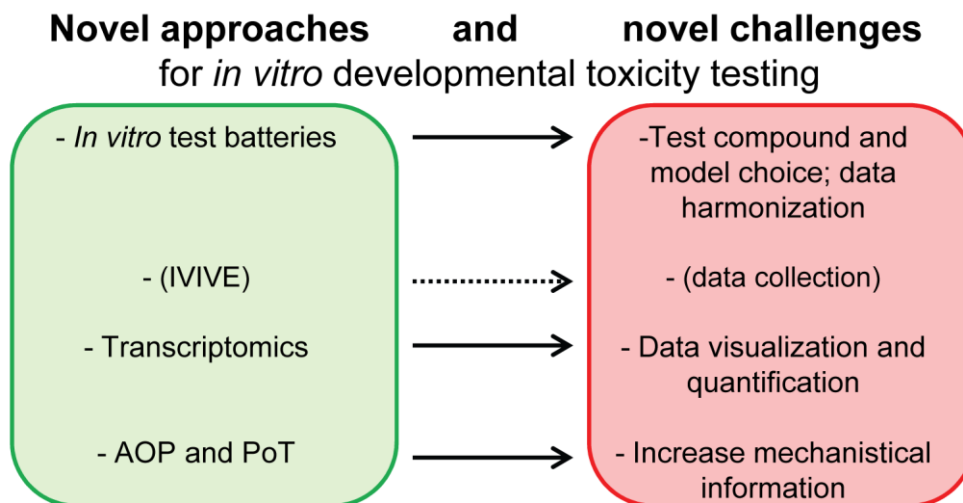 Novel approaches and novel challenges
for in vitro developmental toxicity testing
- In vitro test batteries
-Test compound and
model choice; data
harmonization
- (IVIVE)
- (data collection)
- Transcriptomics
- Data visualization and
quantification
- AOP and PoT
- Increase mechanistical
information